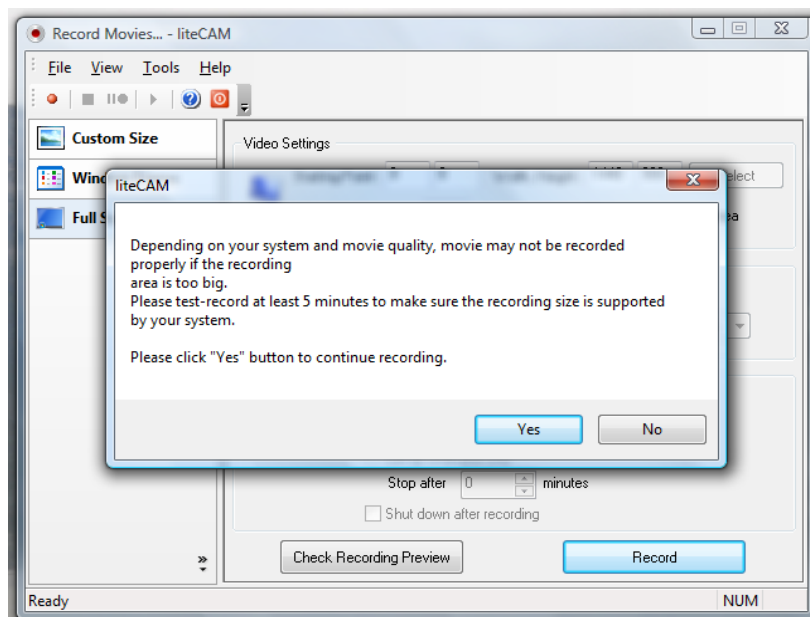 Record Movies... - liteCAM
File View Tools Help
Custom Size
Video Settings
liteCAM
Full
Depending on your system and movie quality, movie may not be recorded
properly if the recording
area is too big.
Please test-record at least 5 minutes to make sure the recording size is supported
by your system.
Please click "Yes" button to continue recording.
Yes No
Stop after 0 minutes
Shut down after recording
Check Recording Preview Record
Ready NUM